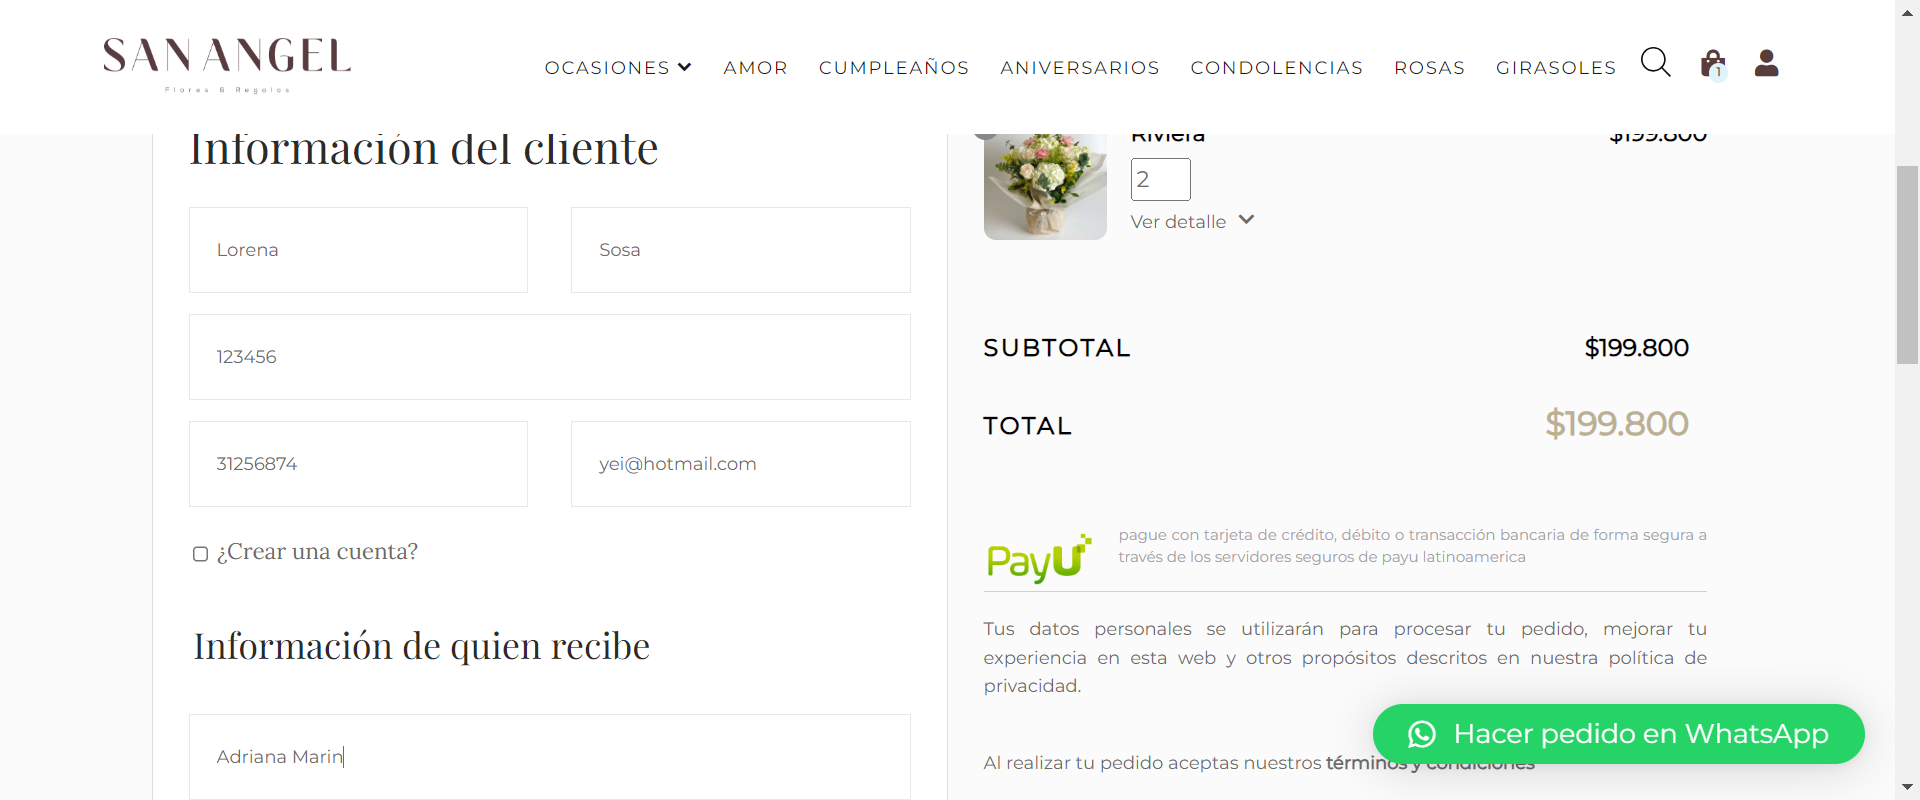 SAN ANGEL
Flores & Regalos
OCASIONES AMOR CUMPLEAÑOS ANIVERSARIOS CONDOLENCIAS ROSAS GIRASOLES
1
Información del cliente
Lorena
Sosa
123456
31256874
yei@hotmail.com
¿Crear una cuenta?
Información de quien recibe
Adriana Marin
Riviera
$199.800
2
Ver detalle
SUBTOTAL
$199.800
TOTAL
$199.800
PayU
pague con tarjeta de crédito, débito o transacción bancaria de forma segura a
través de los servidores seguros de payu latinoamerica
Tus datos personales se utilizarán para procesar tu pedido, mejorar tu
experiencia en esta web y otros propósitos descritos en nuestra política de
privacidad.
Hacer pedido en WhatsApp
Al realizar tu pedido aceptas nuestros términos y condiciones